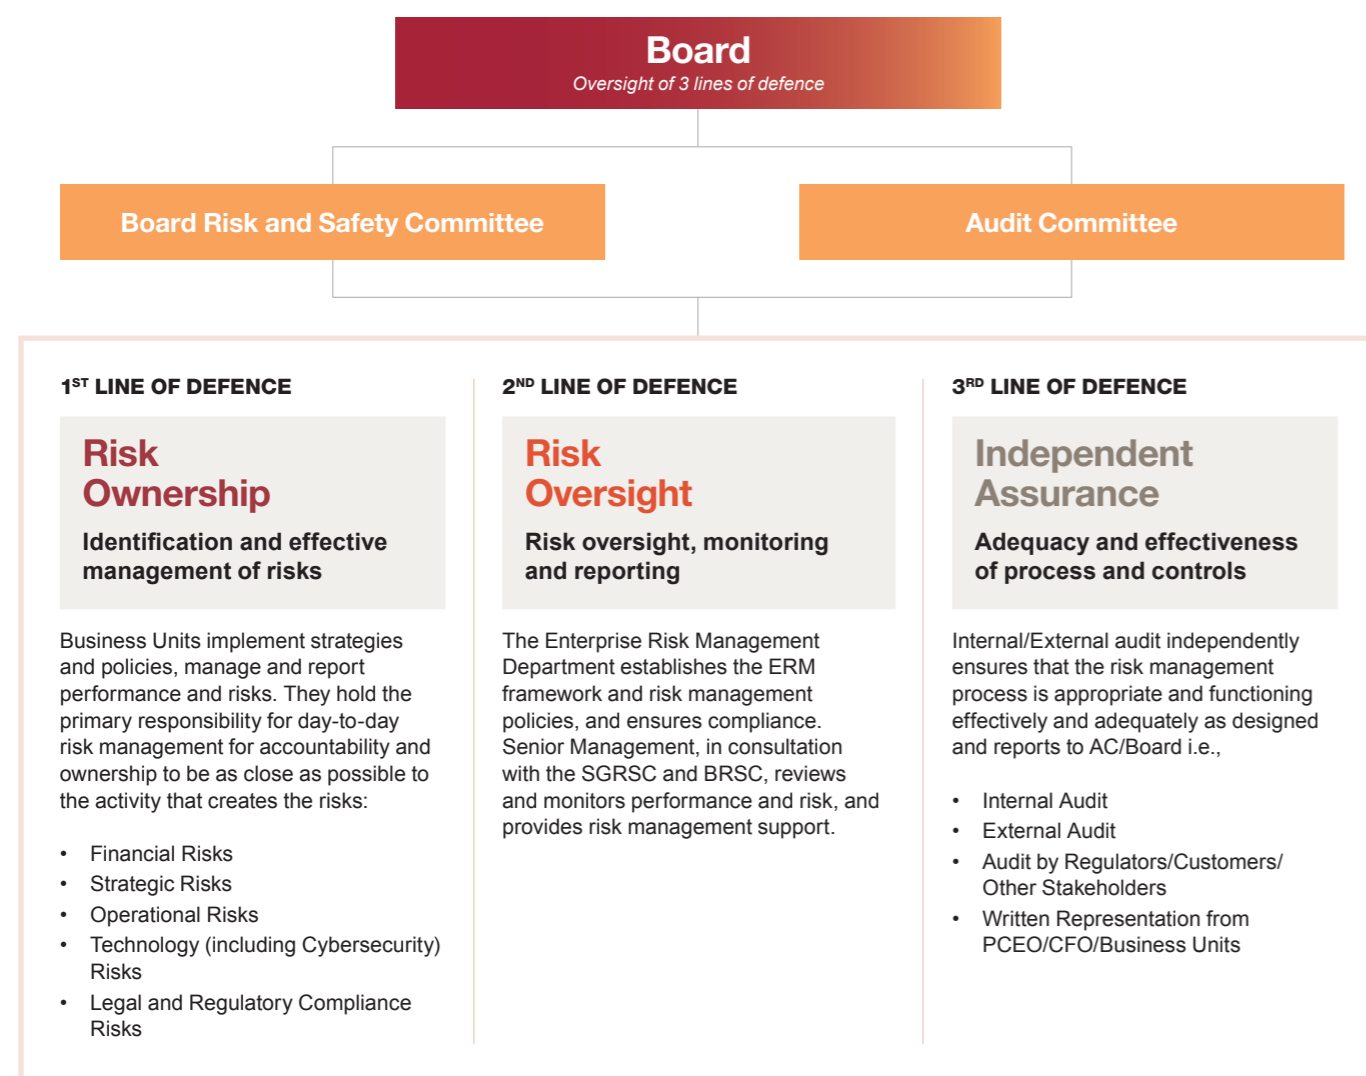 Board
Oversight of 3 lines of defence
Board Risk and Safety Committee
Audit Committee
1ST LINE OF DEFENCE
Risk
Ownership
Identification and effective
management of risks
Business Units implement strategies
and policies, manage and report
performance and risks. They hold the
primary responsibility for day-to-day
risk management for accountability and
ownership to be as close as possible to
the activity that creates the risks:
• Financial Risks
• Strategic Risks
• Operational Risks
• Technology (including Cybersecurity)
Risks
• Legal and Regulatory Compliance
Risks
2ND LINE OF DEFENCE
Risk
Oversight
Risk oversight, monitoring
and reporting
The Enterprise Risk Management
Department establishes the ERM
framework and risk management
policies, and ensures compliance.
Senior Management, in consultation
with the SGRSC and BRSC, reviews
and monitors performance and risk, and
provides risk management support.
3RD LINE OF DEFENCE
Independent
Assurance
Adequacy and effectiveness
of process and controls
Internal/External audit independently
ensures that the risk management
process is appropriate and functioning
effectively and adequately as designed
and reports to AC/Board i.e.,
• Internal Audit
• External Audit
• Audit by Regulators/Customers/
Other Stakeholders
• Written Representation from
PCEO/CFO/Business Units